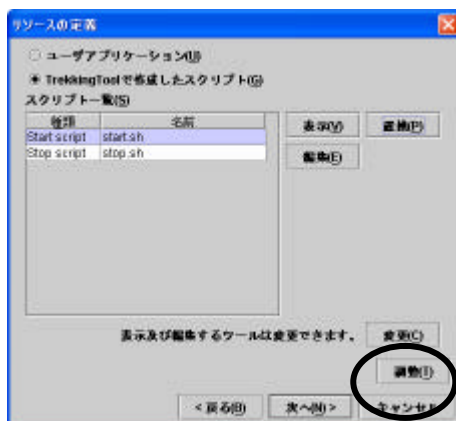 リソースの定義
ユーザアプリケーション(U)
TrekkingToolで作成したスクリプト(G)
スクリプト一覧(S)
種類 名前
Start script start.sh
Stop script stop.sh
表示(V) 置換(P)
編集(E)
表示及び編集するツールは変更できます。 変更(C)
調整(T)
< 戻る(B) 次へ(N) > キャンセル